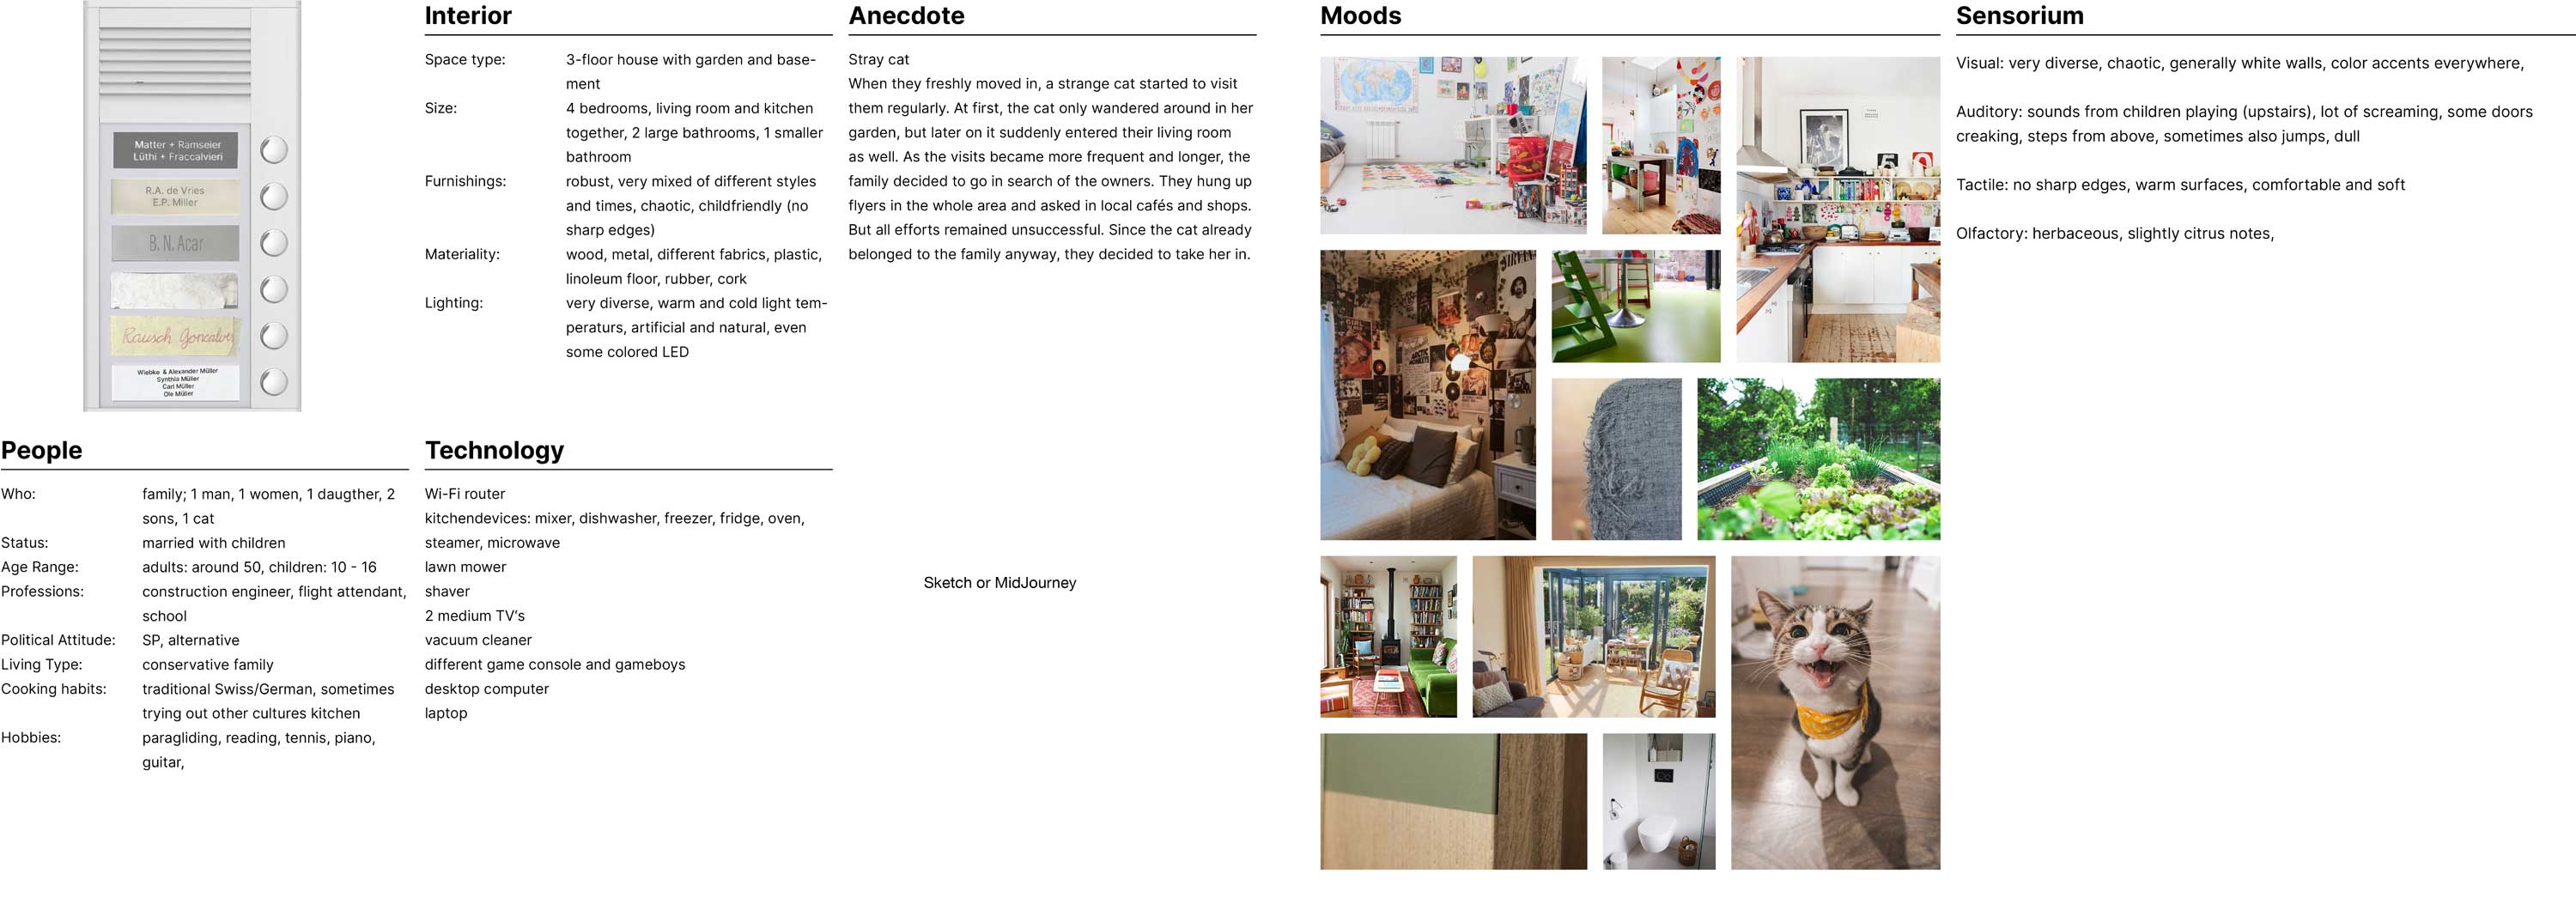 Matter + Ramseier
Lüthi + Fraccalvieri
R.A. de Vries
E.P. Miller
B. N. Acar
Rausch Goncalves
Wiebke & Alexander Müller
Synthia Müller
Carl Müller
Ole Müller
People
Who: family; 1 man, 1 women, 1 daugther, 2
sons, 1 cat
Status: married with children
Age Range: adults: around 50, children: 10 - 16
Professions: construction engineer, flight attendant,
school
Political Attitude: SP, alternative
Living Type: conservative family
Cooking habits: traditional Swiss/German, sometimes
trying out other cultures kitchen
Hobbies: paragliding, reading, tennis, piano,
guitar,
Interior
Space type: 3-floor house with garden and base-
ment
Size: 4 bedrooms, living room and kitchen
together, 2 large bathrooms, 1 smaller
bathroom
Furnishings: robust, very mixed of different styles
and times, chaotic, childfriendly (no
sharp edges)
Materiality: wood, metal, different fabrics, plastic,
linoleum floor, rubber, cork
Lighting: very diverse, warm and cold light tem-
peraturs, artificial and natural, even
some colored LED
Technology
Wi-Fi router
kitchendevices: mixer, dishwasher, freezer, fridge, oven,
steamer, microwave
lawn mower
shaver
2 medium TV's
vacuum cleaner
different game console and gameboys
desktop computer
laptop
Anecdote
Stray cat
When they freshly moved in, a strange cat started to visit
them regularly. At first, the cat only wandered around in her
garden, but later on it suddenly entered their living room
as well. As the visits became more frequent and longer, the
family decided to go in search of the owners. They hung up
flyers in the whole area and asked in local cafés and shops.
But all efforts remained unsuccessful. Since the cat already
belonged to the family anyway, they decided to take her in.
Sketch or MidJourney
Moods
NIRVANA
ARCTIC
MONKEYS
Sensorium
Visual: very diverse, chaotic, generally white walls, color accents everywhere,
Auditory: sounds from children playing (upstairs), lot of screaming, some doors
creaking, steps from above, sometimes also jumps, dull
Tactile: no sharp edges, warm surfaces, comfortable and soft
Olfactory: herbaceous, slightly citrus notes,